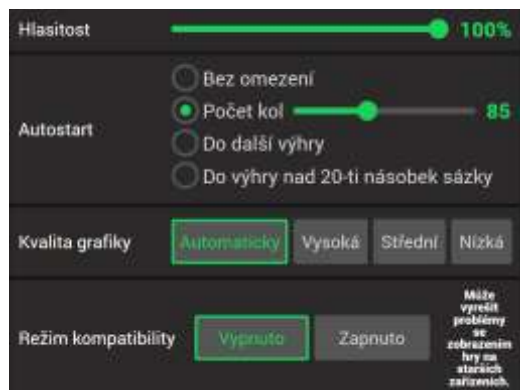 Hlasitost
100%
Autostart
Bez omezení
Počet kol
85
Do další výhry
Do výhry nad 20-ti násobek sázky
Kvalita grafiky
Automaticky
Vysoká
Střední
Nízká
Režim kompatibility
Vypnuto
Zapnuto
Může
vyřešit
problémy
se
zobrazením
hry na
starších
zařízeních.